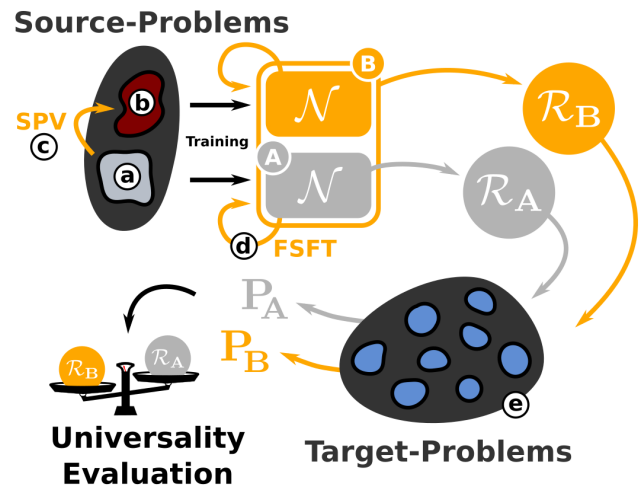 Source-Problems
B
b
SPV
c
𝒩
ℛ_B
Training
A
a
𝒩
ℛ_A
d
FSFT
P_A
P_B
ℛ_B
ℛ_A
e
Universality
Evaluation
Target-Problems